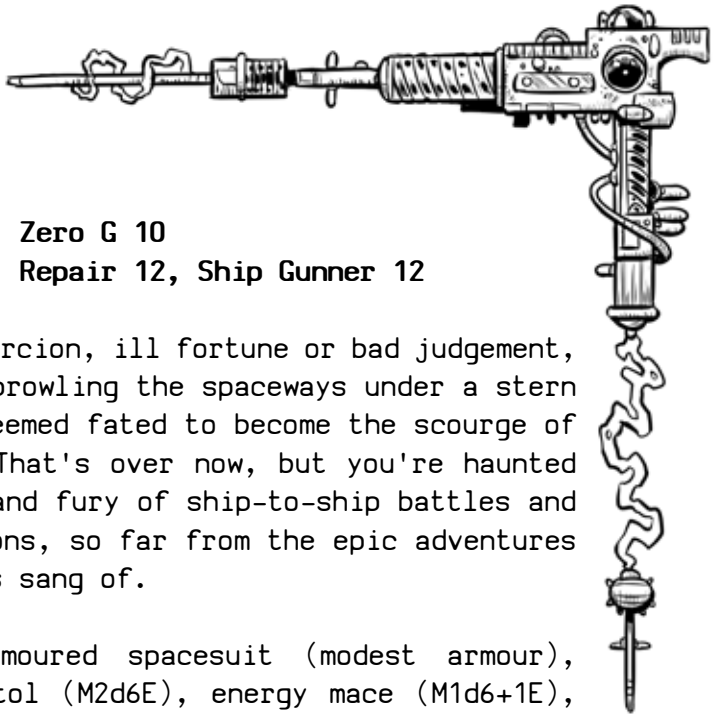 Zero G 10
Repair 12, Ship Gunner 12
rcion, ill fortune or bad judgement,
prowling the spaceways under a stern
eemed fated to become the scourge of
That's over now, but you're haunted
and fury of ship-to-ship battles and
ons, so far from the epic adventures
s sang of.
moured spacesuit (modest armour),
tol (M2d6E), energy mace (M1d6+1E),